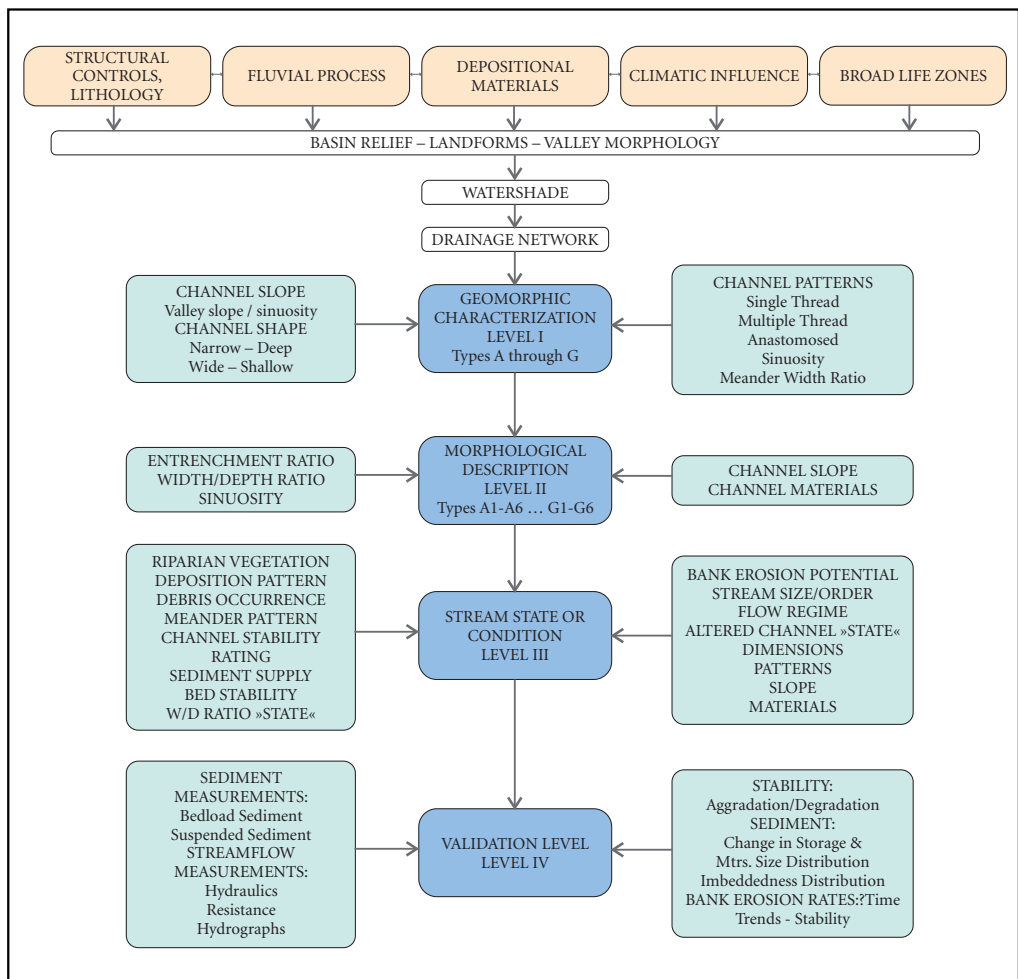 STRUCTURAL
CONTROLS,
LITHOLOGY
FLUVIAL PROCESS
DEPOSITIONAL
MATERIALS
CLIMATIC INFLUENCE
BROAD LIFE ZONES
BASIN RELIEF – LANDFORMS – VALLEY MORPHOLOGY
WATERSHADE
DRAINAGE NETWORK
CHANNEL SLOPE
Valley slope / sinuosity
CHANNEL SHAPE
Narrow – Deep
Wide – Shallow
GEOMORPHIC
CHARACTERIZATION
LEVEL I
Types A through G
CHANNEL PATTERNS
Single Thread
Multiple Thread
Anastomosed
Sinuosity
Meander Width Ratio
ENTRENCHMENT RATIO
WIDTH/DEPTH RATIO
SINUOSITY
MORPHOLOGICAL
DESCRIPTION
LEVEL II
Types A1-A6 … G1-G6
CHANNEL SLOPE
CHANNEL MATERIALS
RIPARIAN VEGETATION
DEPOSITION PATTERN
DEBRIS OCCURRENCE
MEANDER PATTERN
CHANNEL STABILITY
RATING
SEDIMENT SUPPLY
BED STABILITY
W/D RATIO »STATE«
STREAM STATE OR
CONDITION
LEVEL III
BANK EROSION POTENTIAL
STREAM SIZE/ORDER
FLOW REGIME
ALTERED CHANNEL »STATE«
DIMENSIONS
PATTERNS
SLOPE
MATERIALS
SEDIMENT
MEASUREMENTS:
Bedload Sediment
Suspended Sediment
STREAMFLOW
MEASUREMENTS:
Hydraulics
Resistance
Hydrographs
VALIDATION LEVEL
LEVEL IV
STABILITY:
Aggradation/Degradation
SEDIMENT:
Change in Storage &
Mtrs. Size Distribution
Imbeddedness Distribution
BANK EROSION RATES:?Time
Trends - Stability